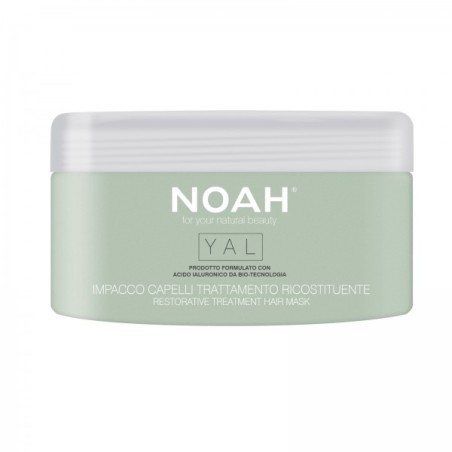 NOAH®
for your natural beauty
YAL
PRODOTTO FORMULATO CON
ACIDO IALURONICO DA BIO-TECNOLOGIA
IMPACCO CAPELLI TRATTAMENTO RICOSTITUENTE
RESTORATIVE TREATMENT HAIR MASK